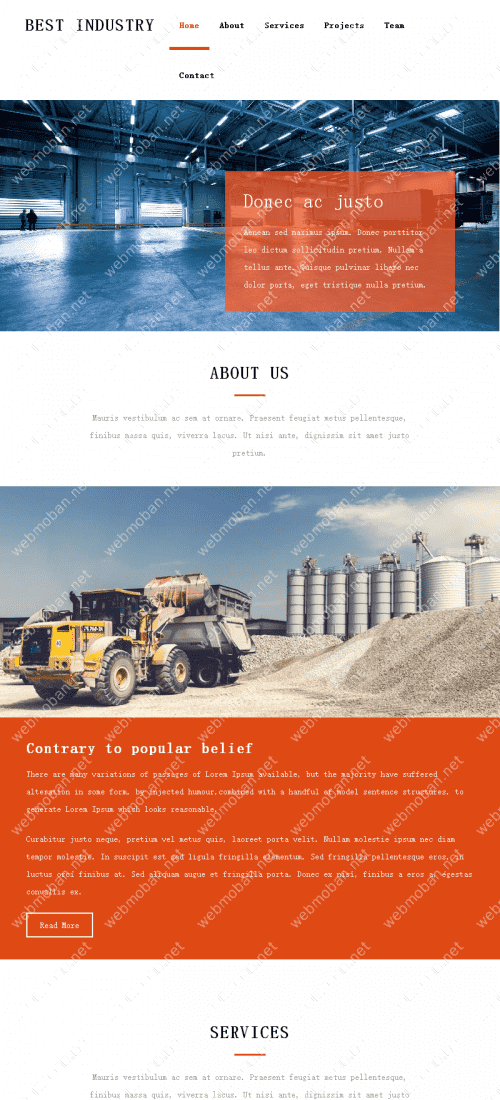 BEST INDUSTRY
Home About Services Projects Team
Contact
Donec ac justo
Aenean sed maximus ipsum. Donec porttitor
leo dictum sollicitudin pretium. Nullam a
tellus ante. Quisque pulvinar libero nec
dolor porta, eget tristique nulla pretium.
ABOUT US
Mauris vestibulum ac sem at ornare. Praesent feugiat metus pellentesque,
finibus massa quis, viverra lacus. Ut nisi ante, dignissim sit amet justo
pretium.
Contrary to popular belief
There are many variations of passages of Lorem Ipsum available, but the majority have suffered
alteration in some form, by injected humour.combined with a handful of model sentence structures, to
generate Lorem Ipsum which looks reasonable.
Curabitur justo neque, pretium vel metus quis, laoreet porta velit. Nullam molestie ipsum nec diam
tempor molestie. In suscipit est sed ligula fringilla elementum. Sed fringilla pellentesque eros, in
luctus orci finibus at. Sed aliquam augue et fringilla porta. Donec ex nisi, finibus a eros a, egestas
convallis ex.
Read More
SERVICES
Mauris vestibulum ac sem at ornare. Praesent feugiat metus pellentesque,
finibus massa quis, viverra lacus. Ut nisi ante, dignissim sit amet justo
webmoban.net